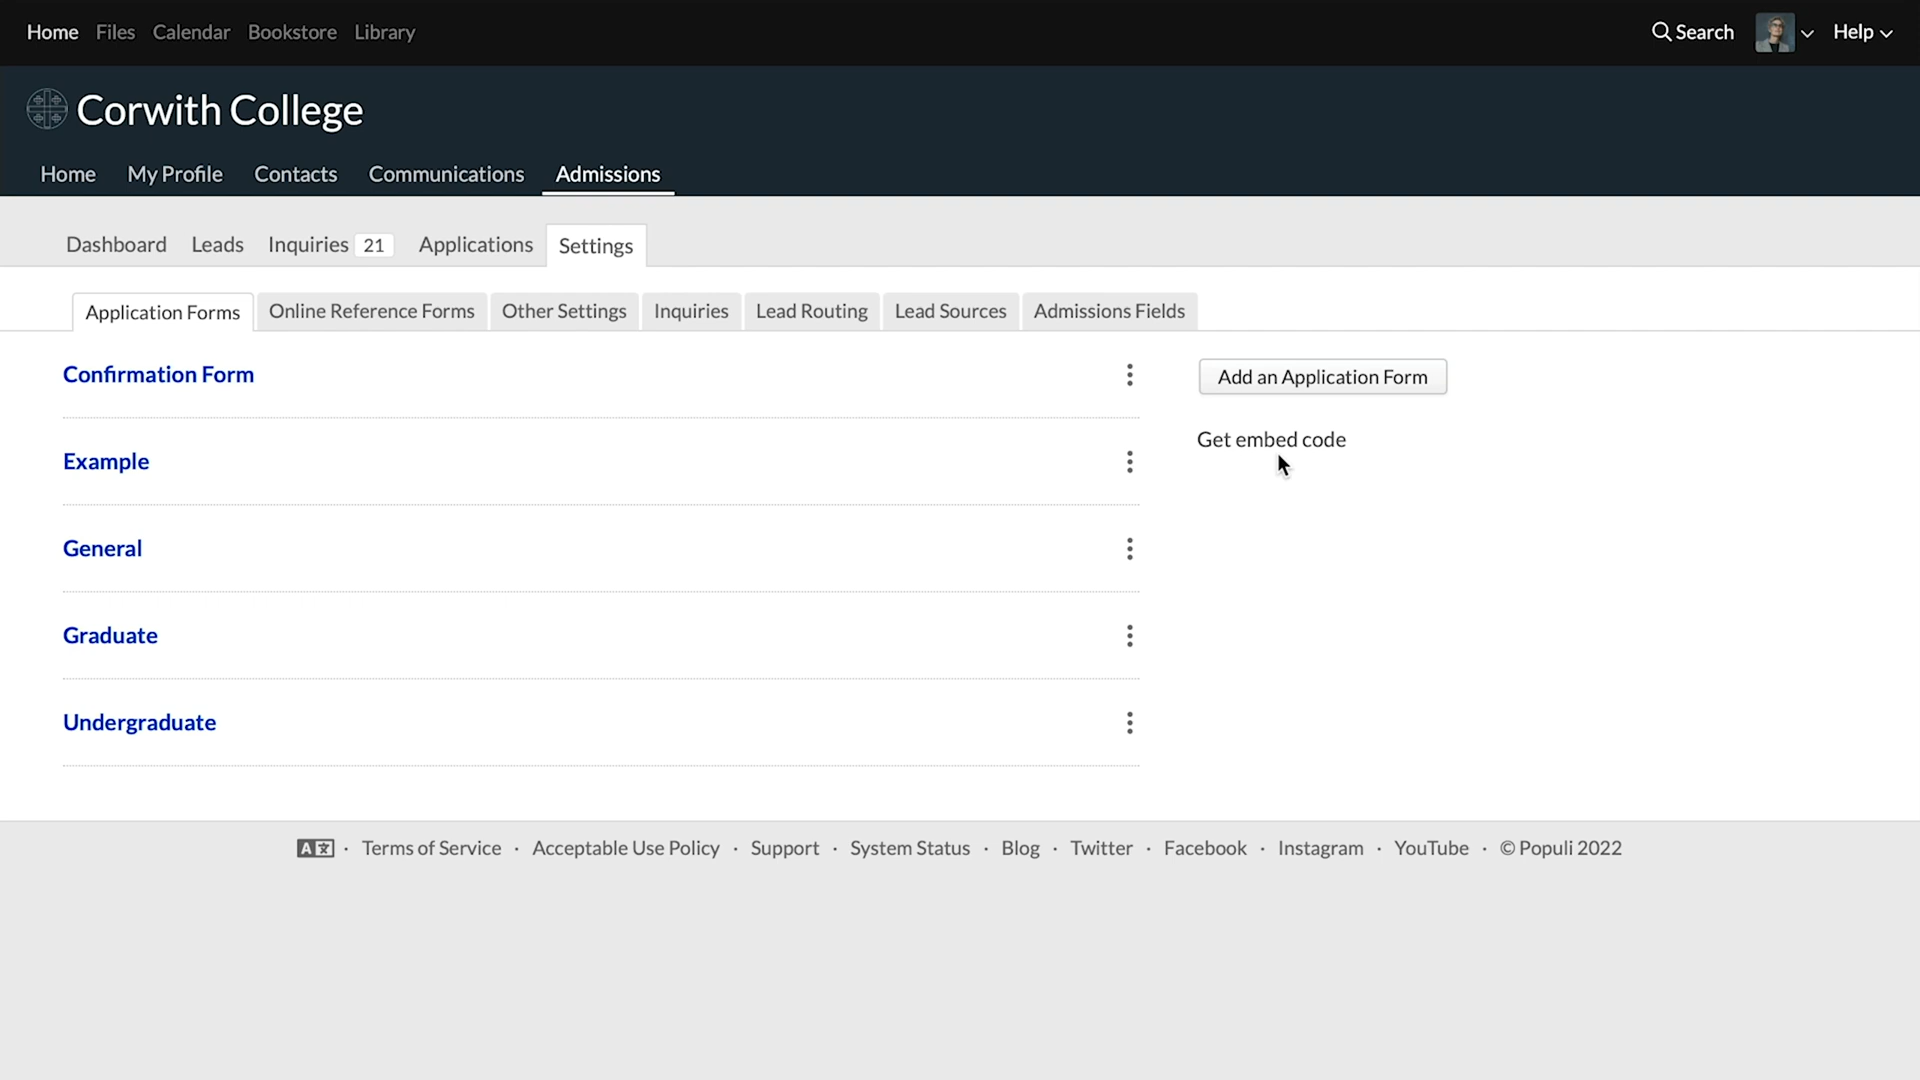 Home Files Calendar Bookstore Library Search Help
Corwith College
Home My Profile Contacts Communications Admissions
Dashboard Leads Inquiries 21 Applications Settings
Application Forms Online Reference Forms Other Settings Inquiries Lead Routing Lead Sources Admissions Fields
Confirmation Form
Add an Application Form
Get embed code
Example
General
Graduate
Undergraduate
A文 · Terms of Service · Acceptable Use Policy · Support · System Status · Blog · Twitter · Facebook · Instagram · YouTube · © Populi 2022